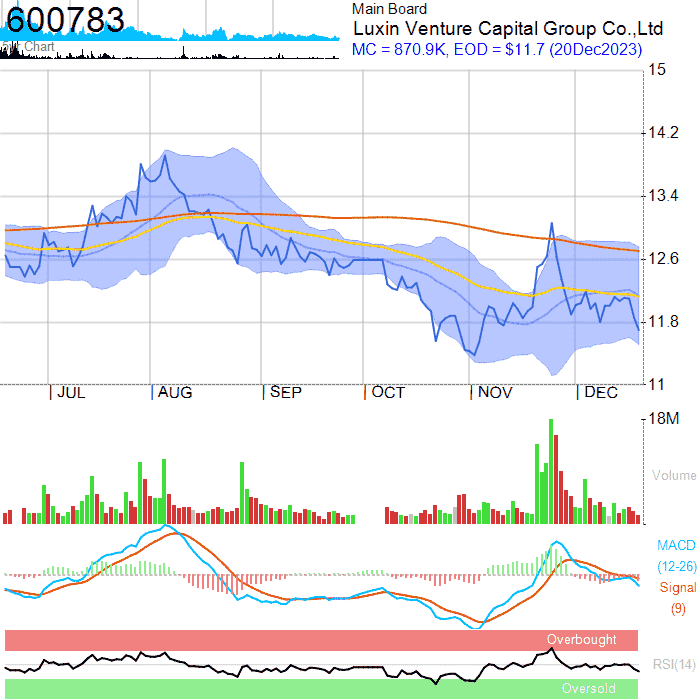 600783
Chart
Main Board
Luxin Venture Capital Group Co.,Ltd
MC = 870.9K, EOD = $11.7 (20Dec2023)
15
14.2
13.4
12.6
11.8
11
JUL AUG SEP OCT NOV DEC
18M
Volume
MACD
(12-26)
Signal
(9)
Overbought
RSI(14)
Oversold